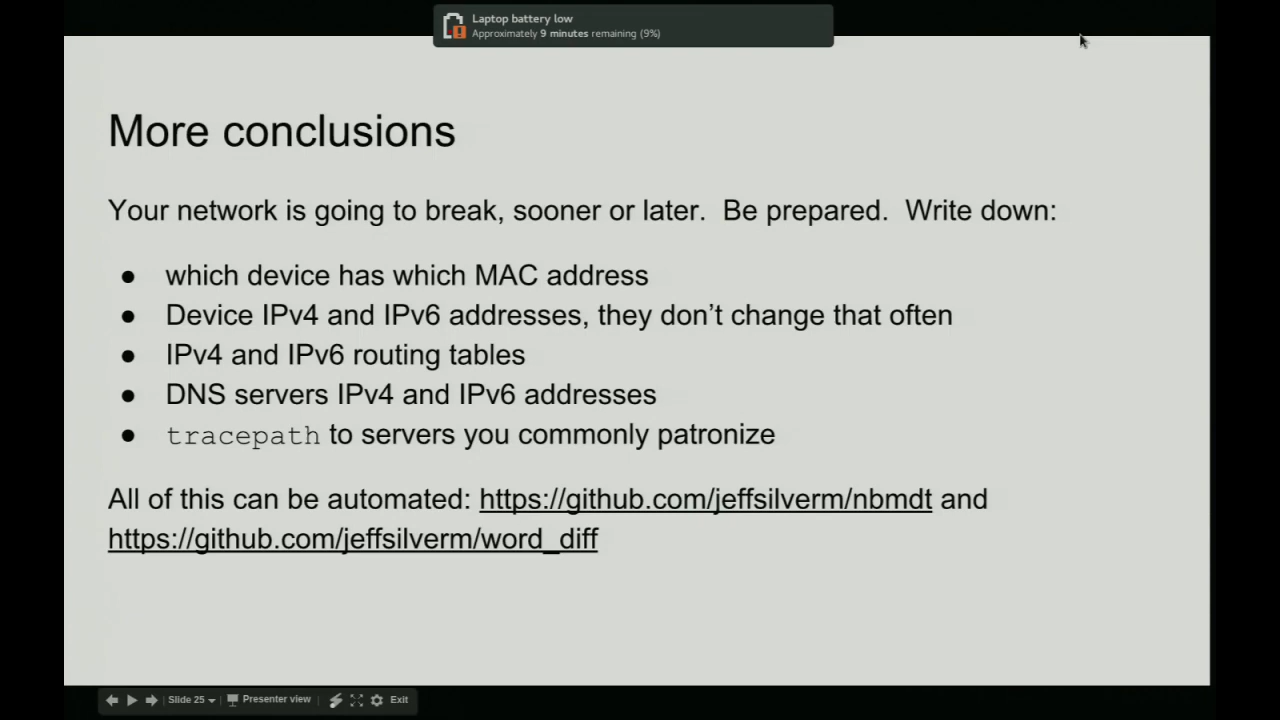 Laptop battery low
Approximately 9 minutes remaining (9%)
More conclusions
Your network is going to break, sooner or later.  Be prepared.  Write down:
● which device has which MAC address
● Device IPv4 and IPv6 addresses, they don’t change that often
● IPv4 and IPv6 routing tables
● DNS servers IPv4 and IPv6 addresses
● tracepath to servers you commonly patronize
All of this can be automated: https://github.com/jeffsilverm/nbmdt and
https://github.com/jeffsilverm/word_diff
Slide 25 Presenter view Exit